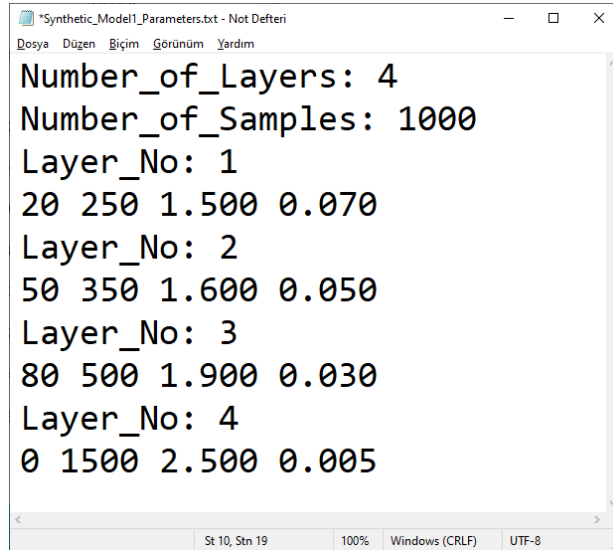 *Synthetic_Model1_Parameters.txt - Not Defteri
Dosya Düzen Biçim Görünüm Yardım
Number_of_Layers: 4
Number_of_Samples: 1000
Layer_No: 1
20 250 1.500 0.070
Layer_No: 2
50 350 1.600 0.050
Layer_No: 3
80 500 1.900 0.030
Layer_No: 4
0 1500 2.500 0.005
St 10, Stn 19 100% Windows (CRLF) UTF-8